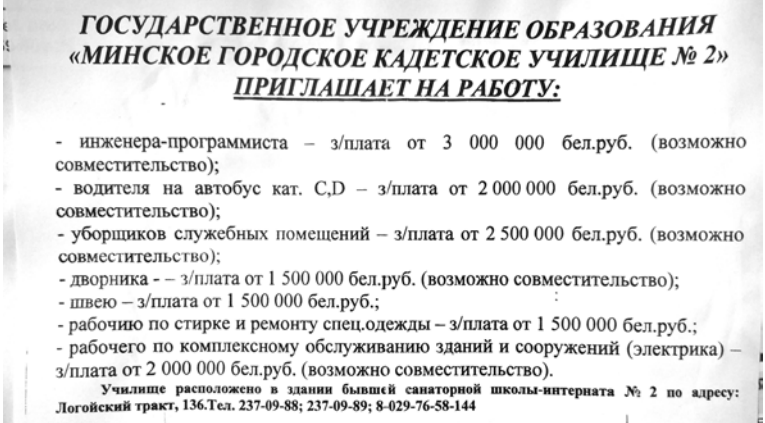 ГОСУДАРСТВЕННОЕ УЧРЕЖДЕНИЕ ОБРАЗОВАНИЯ
«МИНСКОЕ ГОРОДСКОЕ КАДЕТСКОЕ УЧИЛИЩЕ № 2»
ПРИГЛАШАЕТ НА РАБОТУ:
- инженера-программиста – з/плата от 3 000 000 бел.руб. (возможно
совместительство);
- водителя на автобус кат. C,D – з/плата от 2 000 000 бел.руб. (возможно
совместительство);
- уборщиков служебных помещений – з/плата от 2 500 000 бел.руб. (возможно
совместительство);
- дворника - – з/плата от 1 500 000 бел.руб. (возможно совместительство);
- швею – з/плата от 1 500 000 бел.руб.;
- рабочию по стирке и ремонту спец.одежды – з/плата от 1 500 000 бел.руб.;
- рабочего по комплексному обслуживанию зданий и сооружений (электрика) –
з/плата от 2 000 000 бел.руб. (возможно совместительство).
Училище расположено в здании бывшей санаторной школы-интерната № 2 по адресу:
Логойский тракт, 136.Тел. 237-09-88; 237-09-89; 8-029-76-58-144